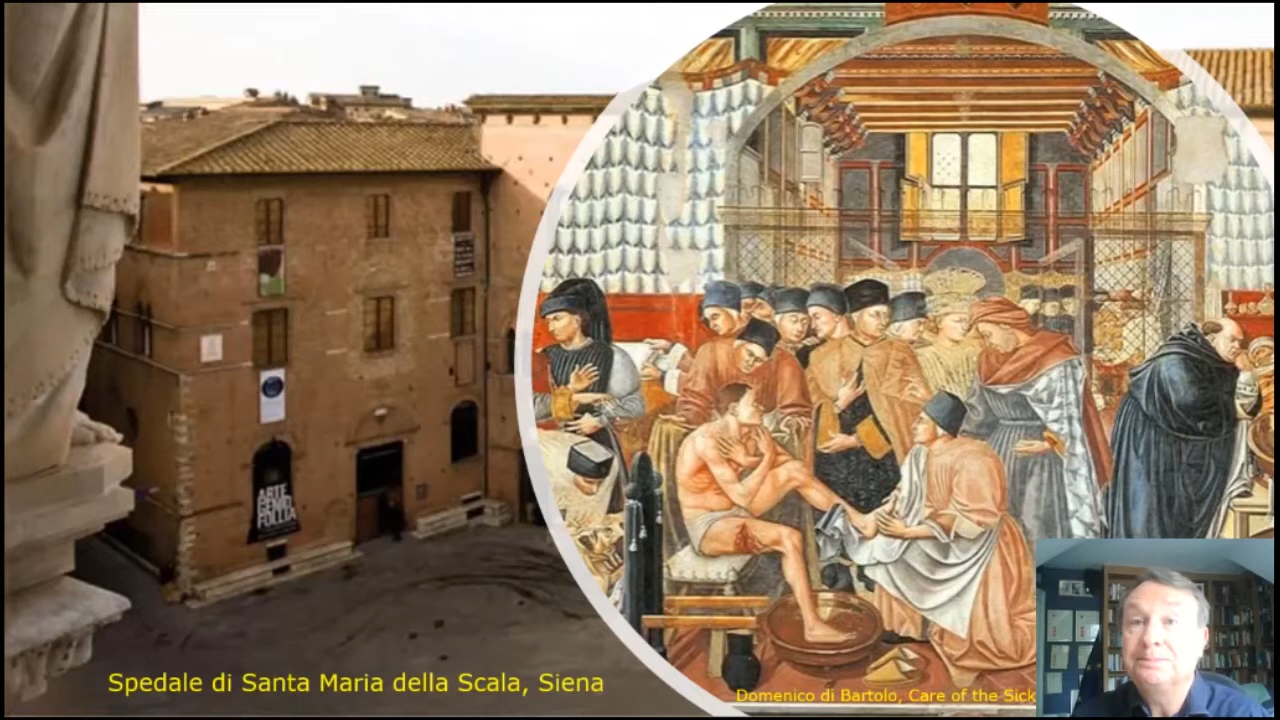 ARTE
GENIO
FOLLIA
Spedale di Santa Maria della Scala, Siena
Domenico di Bartolo, Care of the Sick